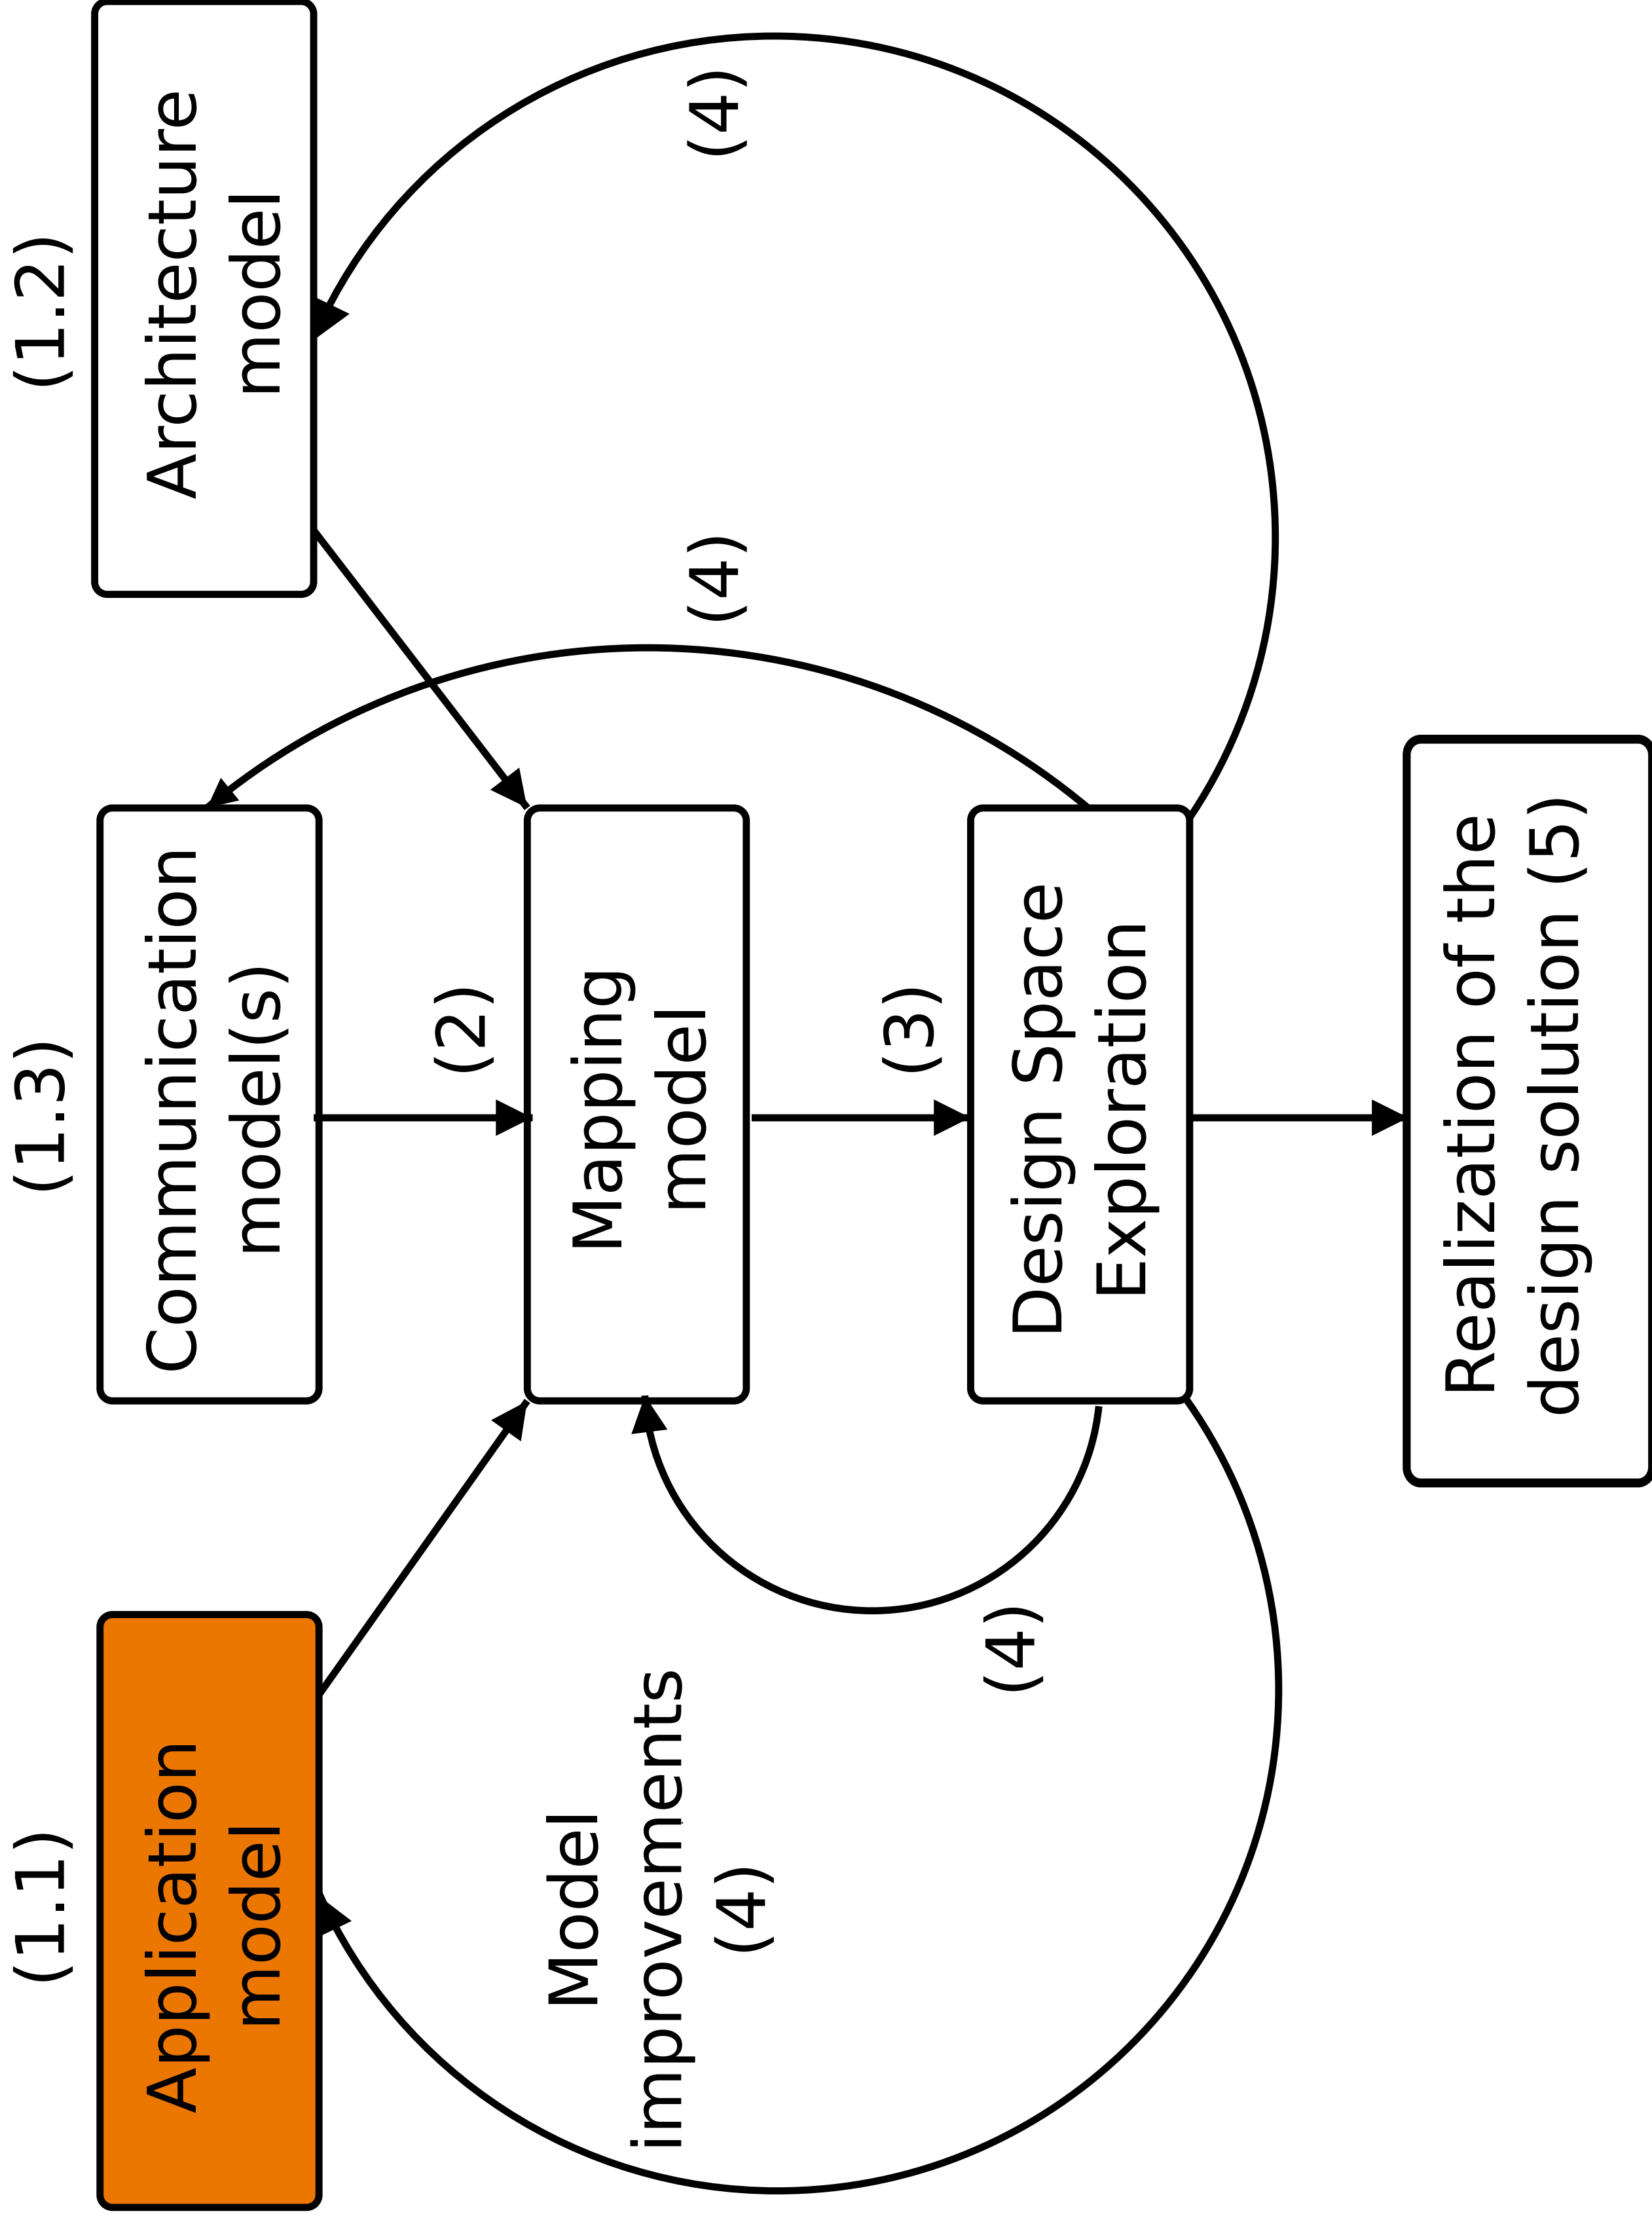 (1.1)
(1.3)
(1.2)
Application
model
Communication
model(s)
Architecture
model
(2)
Mapping
model
Model
improvements
(4)
(4)
(4)
(3)
(4)
Design Space
Exploration
Realization of the
design solution (5)